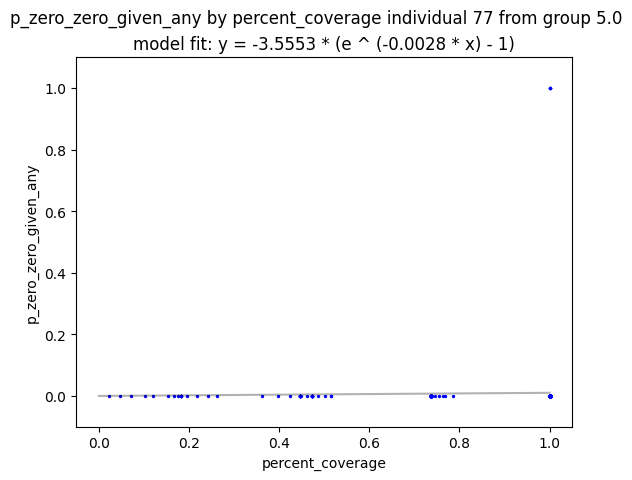 p_zero_zero_given_any by percent_coverage individual 77 from group 5.0
model fit: y = -3.5553 * (e ^ (-0.0028 * x) - 1)
1.0
0.8
0.6
0.4
0.2
0.0
p_zero_zero_given_any
0.0 0.2 0.4 0.6 0.8 1.0
percent_coverage